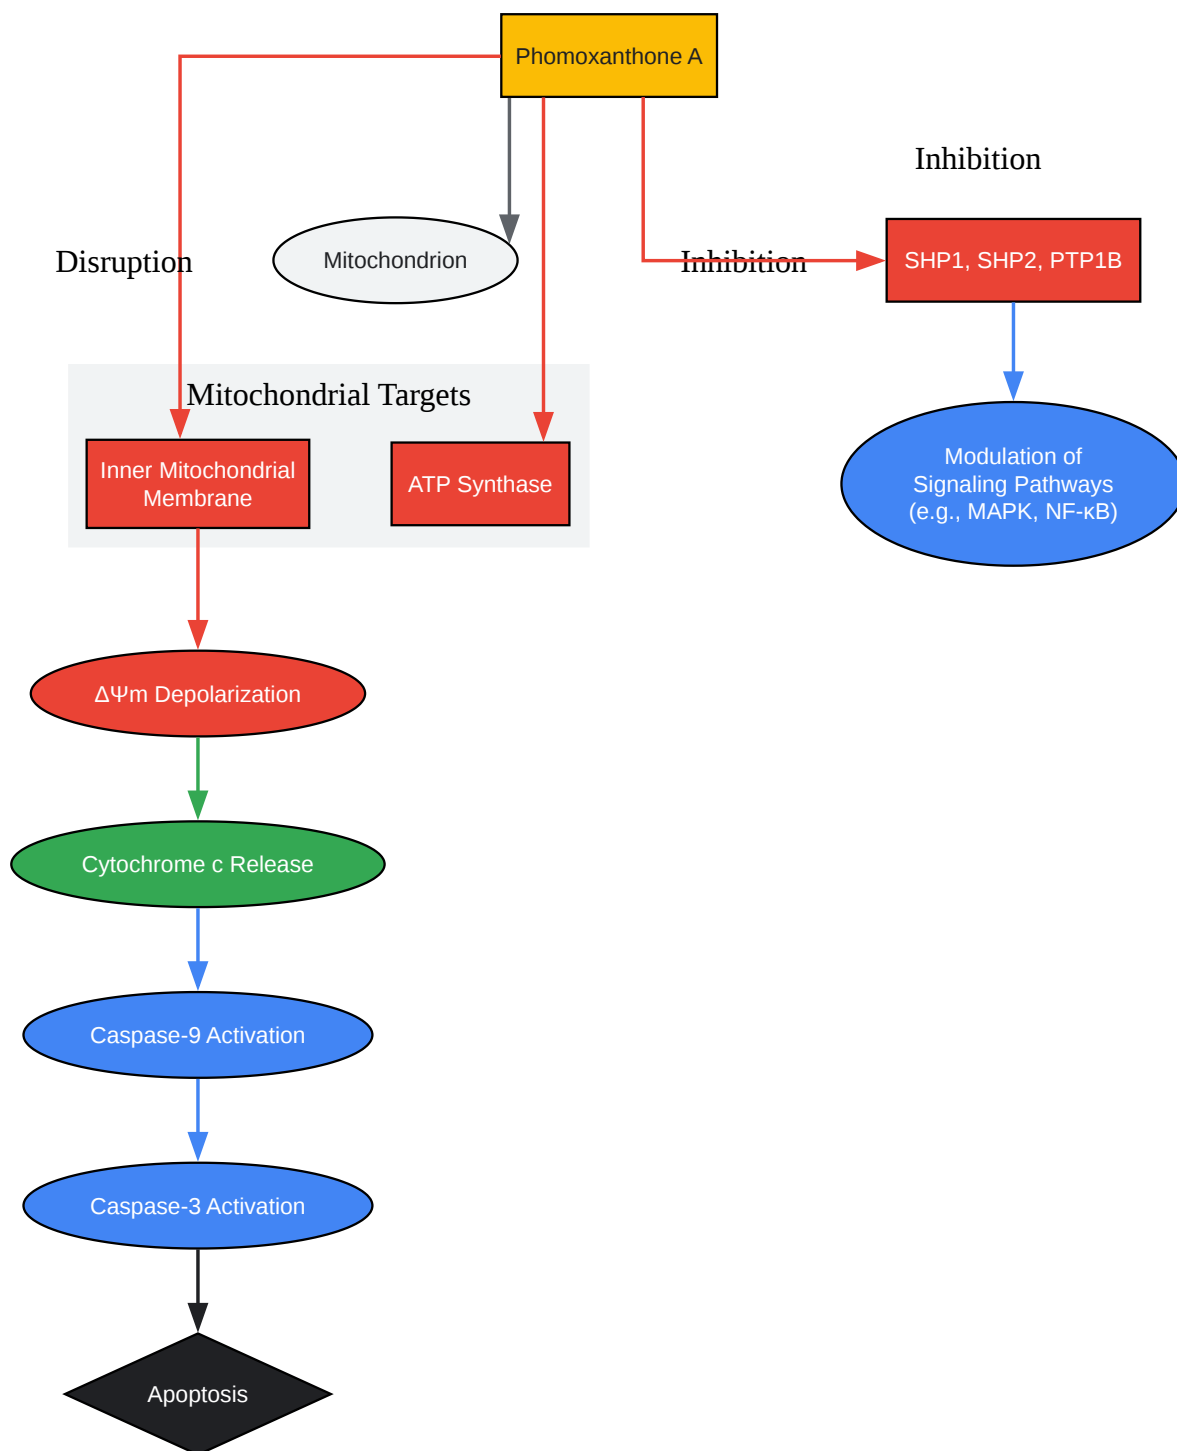 Phomoxanthone A
Inhibition
Disruption
Mitochondrion
Inhibition
SHP1, SHP2, PTP1B
Mitochondrial Targets
Inner Mitochondrial
Membrane
ATP Synthase
Modulation of
Signaling Pathways
(e.g., MAPK, NF-κB)
ΔΨm Depolarization
Cytochrome c Release
Caspase-9 Activation
Caspase-3 Activation
Apoptosis